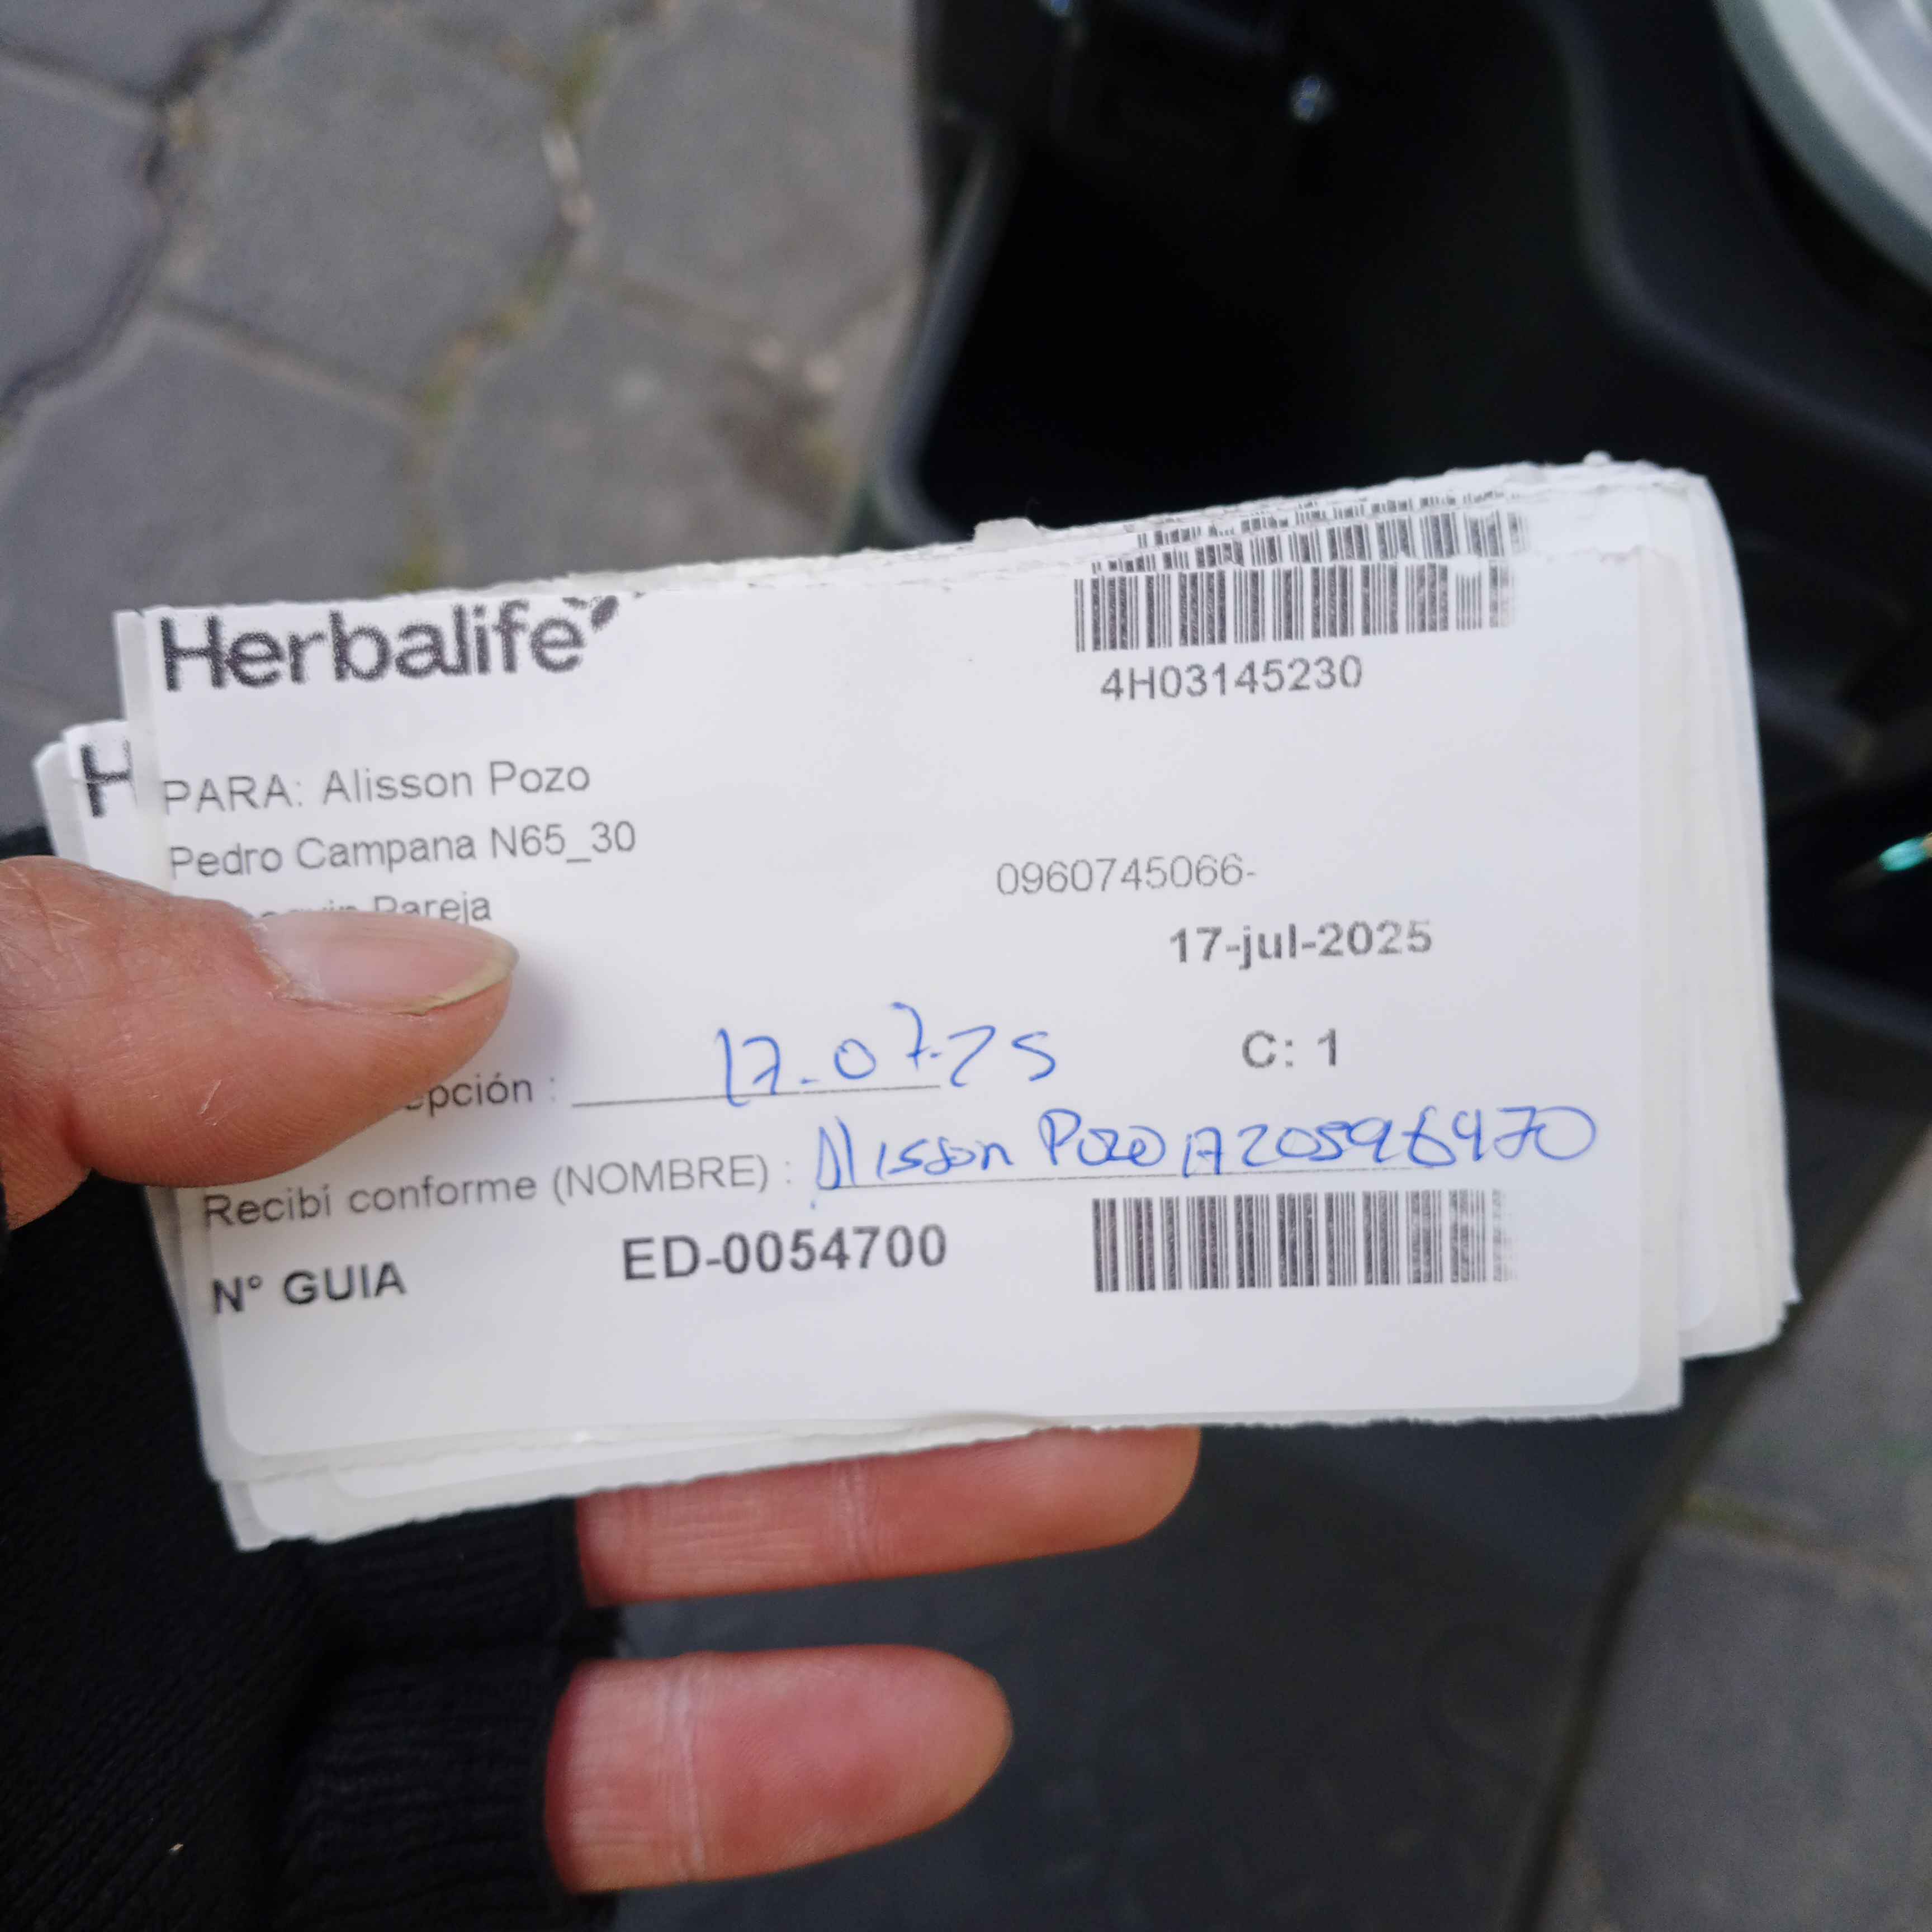 Herbalife
4H03145230
PARA: Alisson Pozo
Pedro Campana N65_30
0960745066-
Pareja
17-jul-2025
17-07-25
C: 1
Recibí conforme (NOMBRE) : Alisson Pozo
N° GUIA ED-0054700